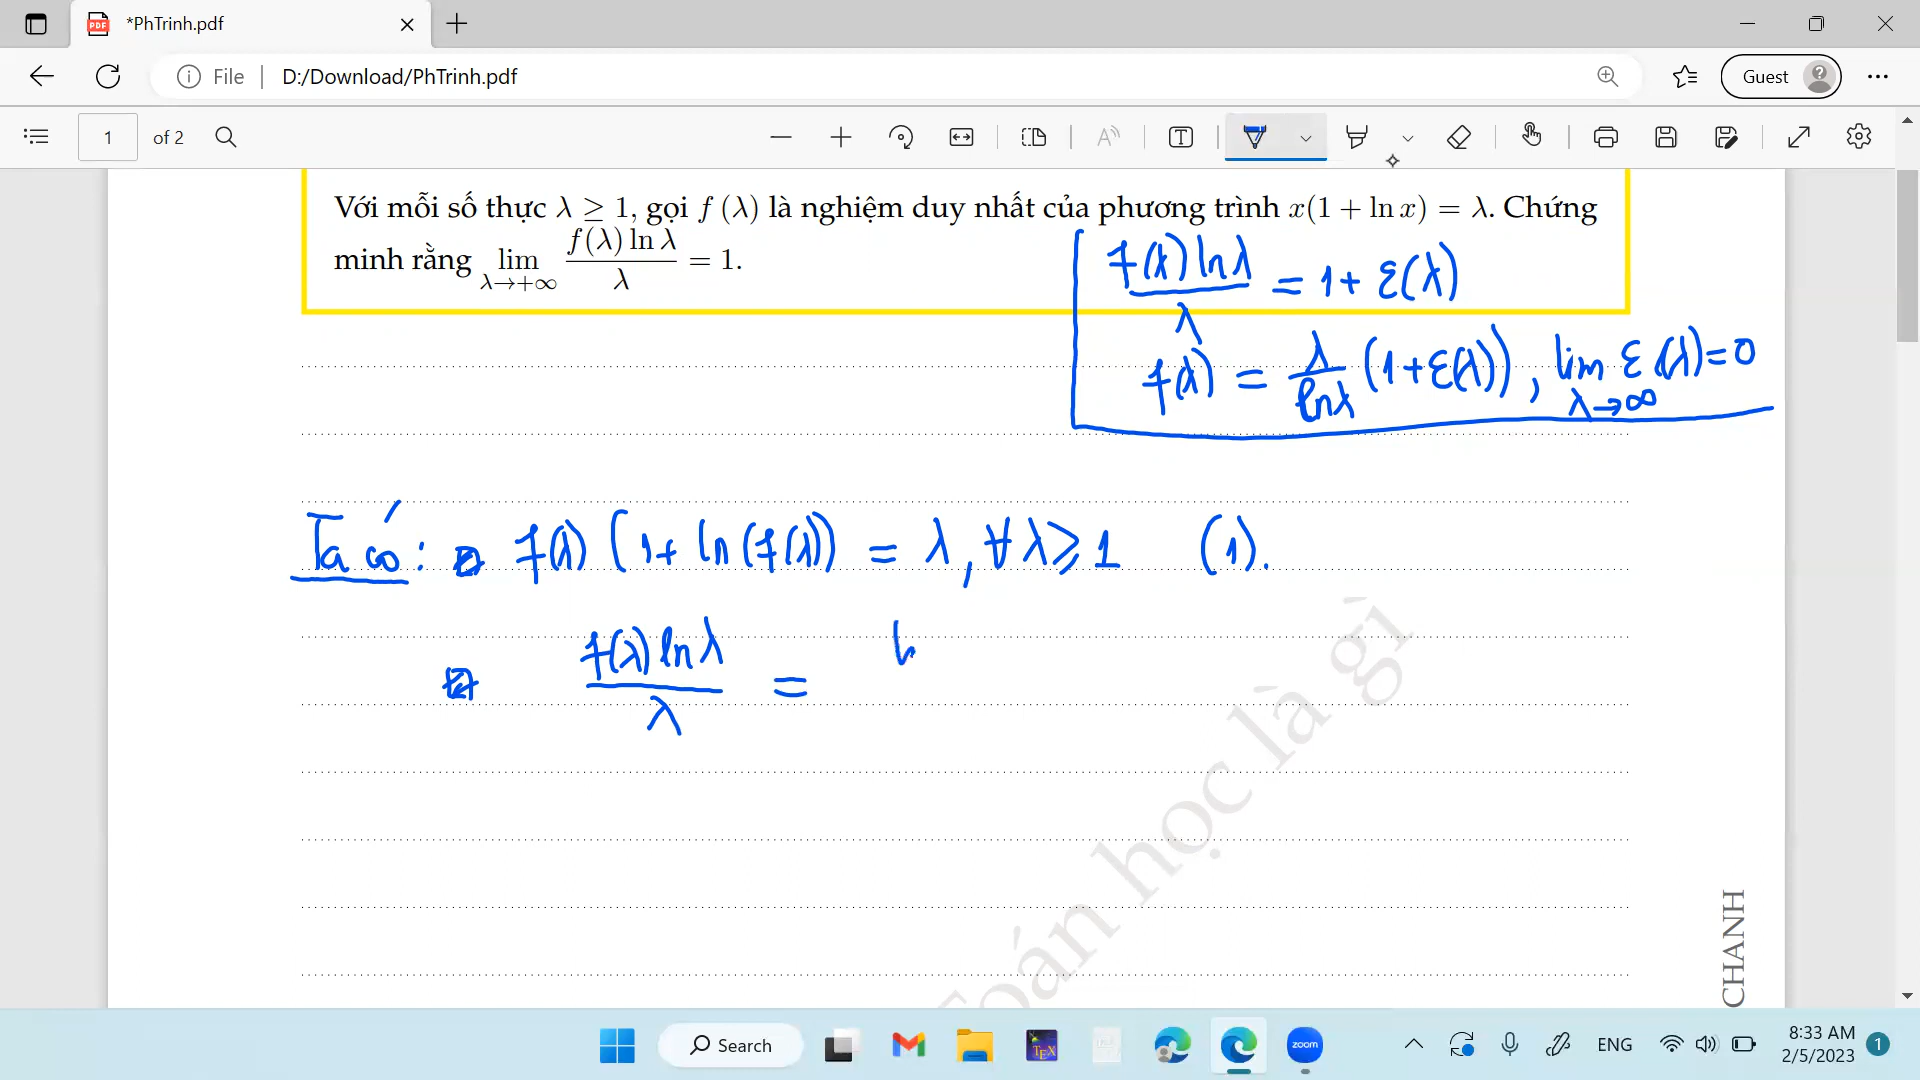 *PhTrinh.pdf
File D:/Download/PhTrinh.pdf Guest
1 of 2
Với mỗi số thực λ ≥ 1, gọi f (λ) là nghiệm duy nhất của phương trình x(1 + ln x) = λ. Chứng
minh rằng lim_{λ→+∞} f(λ) ln λ / λ = 1.
f(λ) ln λ / λ = 1 + ε(λ)
f(λ) = λ / ln λ (1 + ε(λ)), lim_{λ→∞} ε(λ) = 0
Ta có: f(λ) (1 + ln (f(λ)) = λ, ∀ λ ≥ 1 (1).
f(λ) ln λ / λ =
Toán học là gì
CHANH
Search
TEX
zoom
ENG
8:33 AM
2/5/2023
1